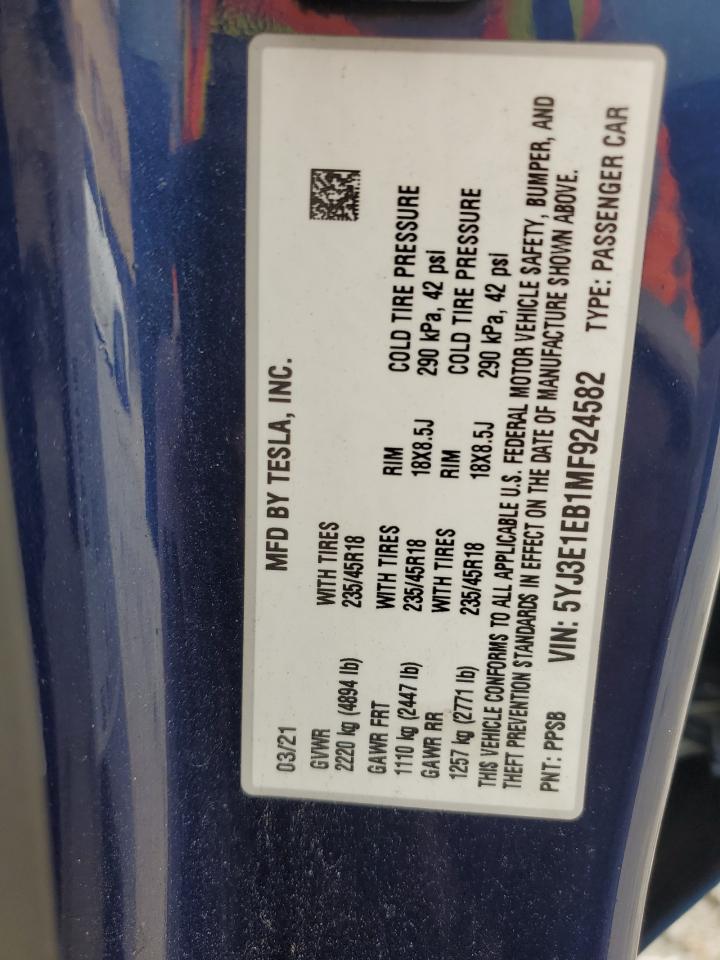 03/21 MFD BY TESLA, INC.
GVWR WITH TIRES
2220 kg (4894 lb) 235/45R18
GAWR FRT WITH TIRES RIM COLD TIRE PRESSURE
1110 kg (2447 lb) 235/45R18 18X8.5J 290 kPa, 42 psi
GAWR RR WITH TIRES RIM COLD TIRE PRESSURE
1257 kg (2771 lb) 235/45R18 18X8.5J 290 kPa, 42 psi
THIS VEHICLE CONFORMS TO ALL APPLICABLE U.S. FEDERAL MOTOR VEHICLE SAFETY, BUMPER, AND
THEFT PREVENTION STANDARDS IN EFFECT ON THE DATE OF MANUFACTURE SHOWN ABOVE.
PNT: PPSB VIN: 5YJ3E1EB1MF924582 TYPE: PASSENGER CAR